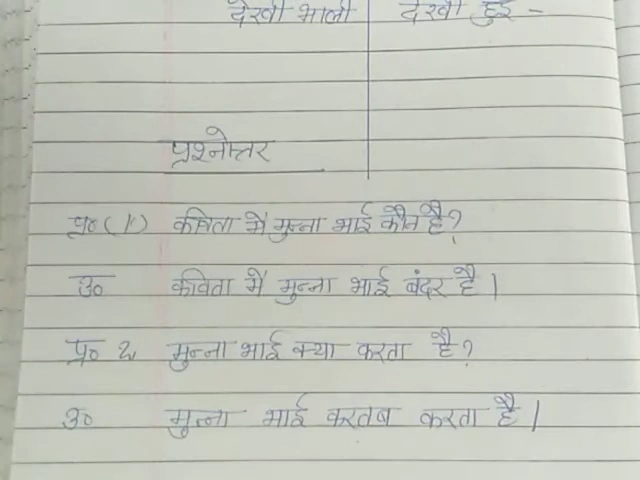 देखी भाली देखी हुई -
प्रश्नोत्तर
प्र० (1) कविता में मुन्ना भाई कौन है?
उ० कविता में मुन्ना भाई बंदर है।
प्र० 2 मुन्ना भाई क्या करता है?
उ० मुन्ना भाई करतब करता है।